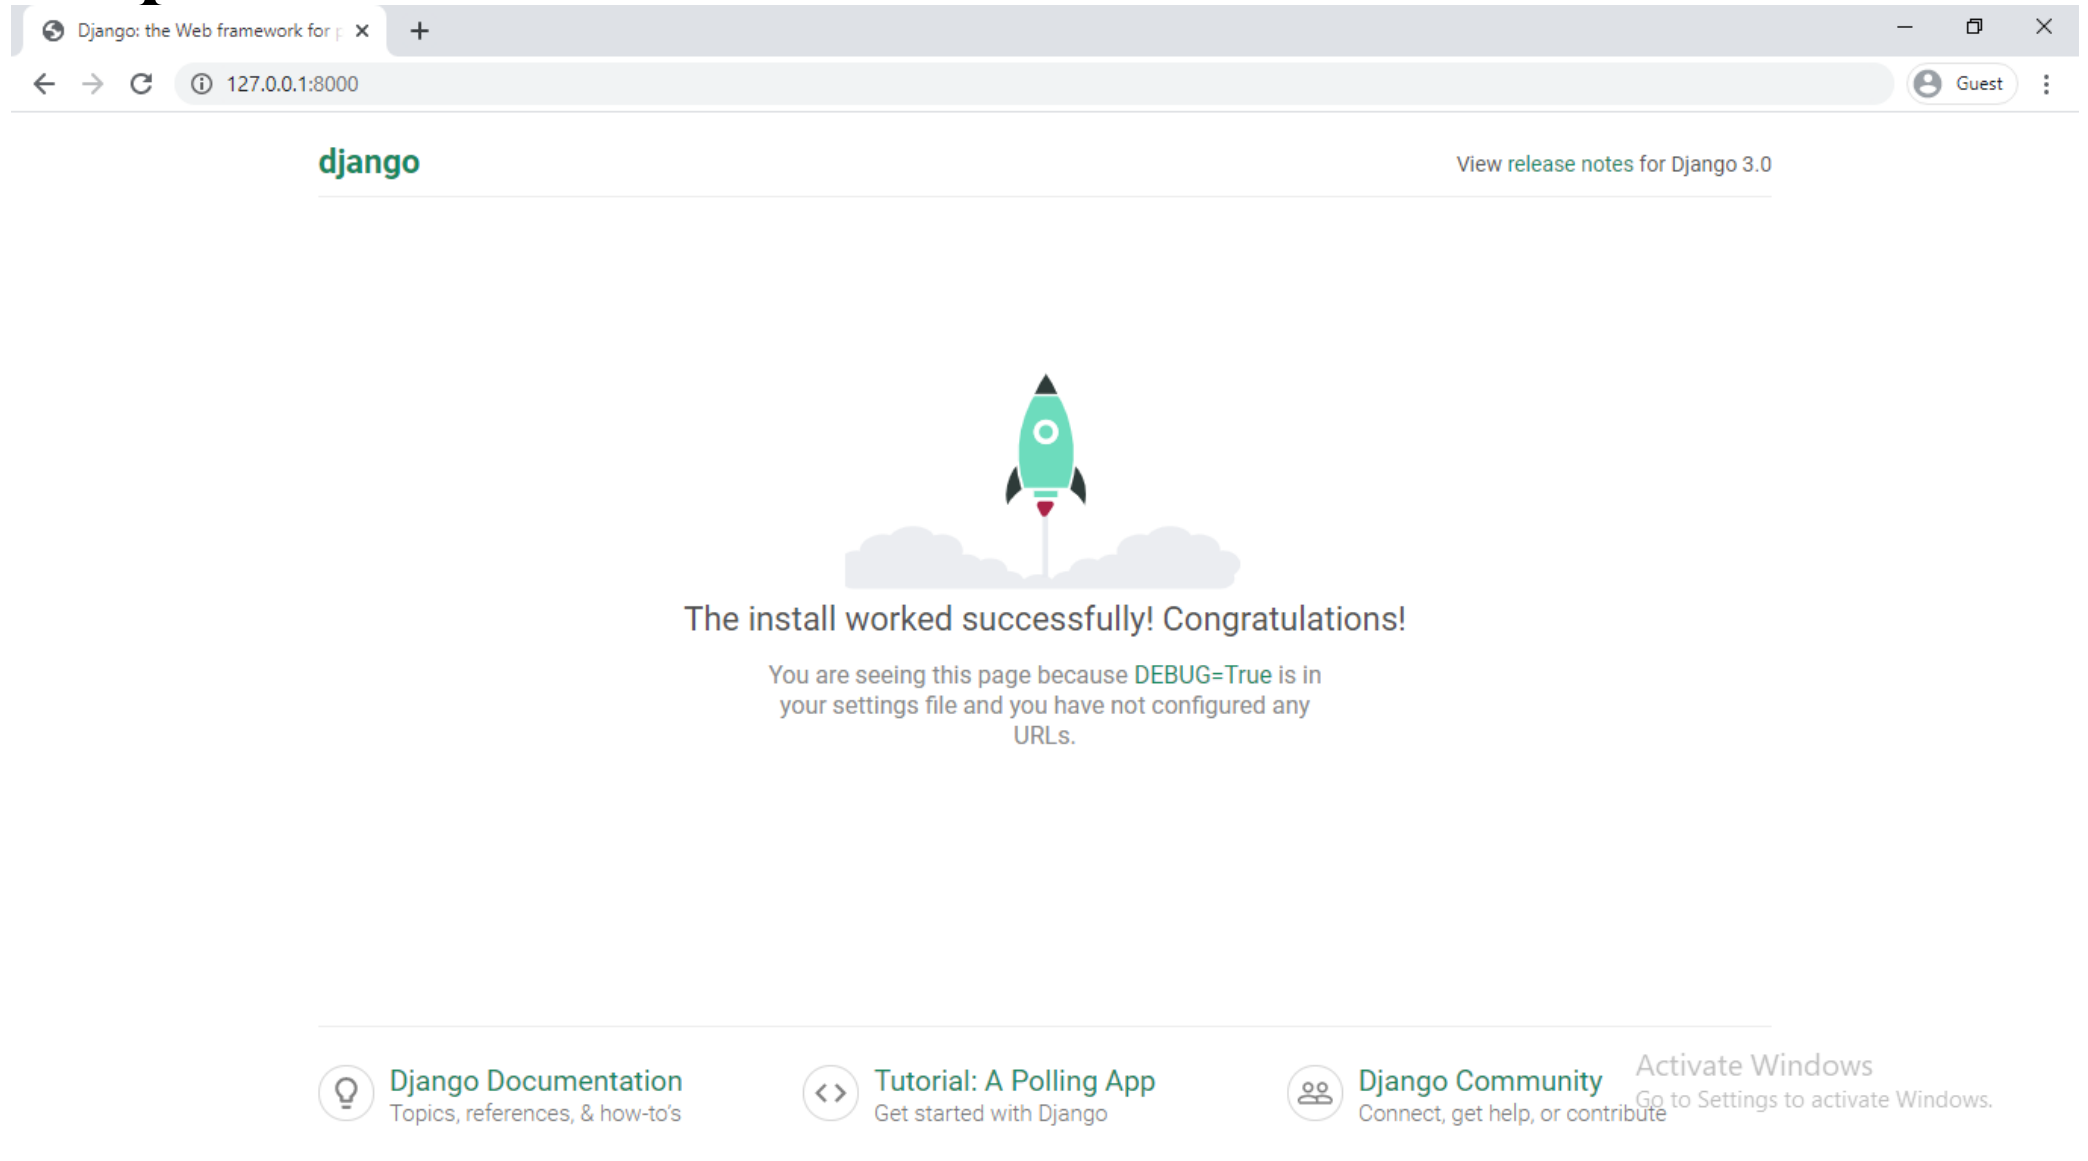 Django: the Web framework for p
127.0.0.1:8000
Guest
django
View release notes for Django 3.0
The install worked successfully! Congratulations!
You are seeing this page because DEBUG=True is in
your settings file and you have not configured any
URLs.
Django Documentation
Topics, references, & how-to's
Tutorial: A Polling App
Get started with Django
Django Community
Connect, get help, or contribute
Activate Windows
Go to Settings to activate Windows.